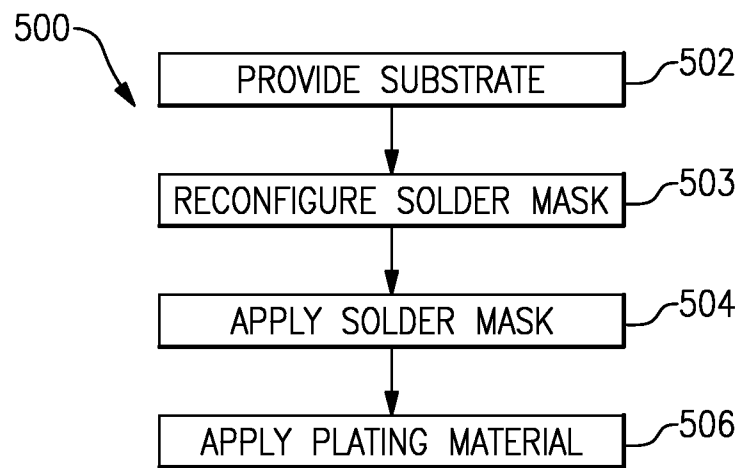 500
PROVIDE SUBSTRATE 502
RECONFIGURE SOLDER MASK 503
APPLY SOLDER MASK 504
APPLY PLATING MATERIAL 506